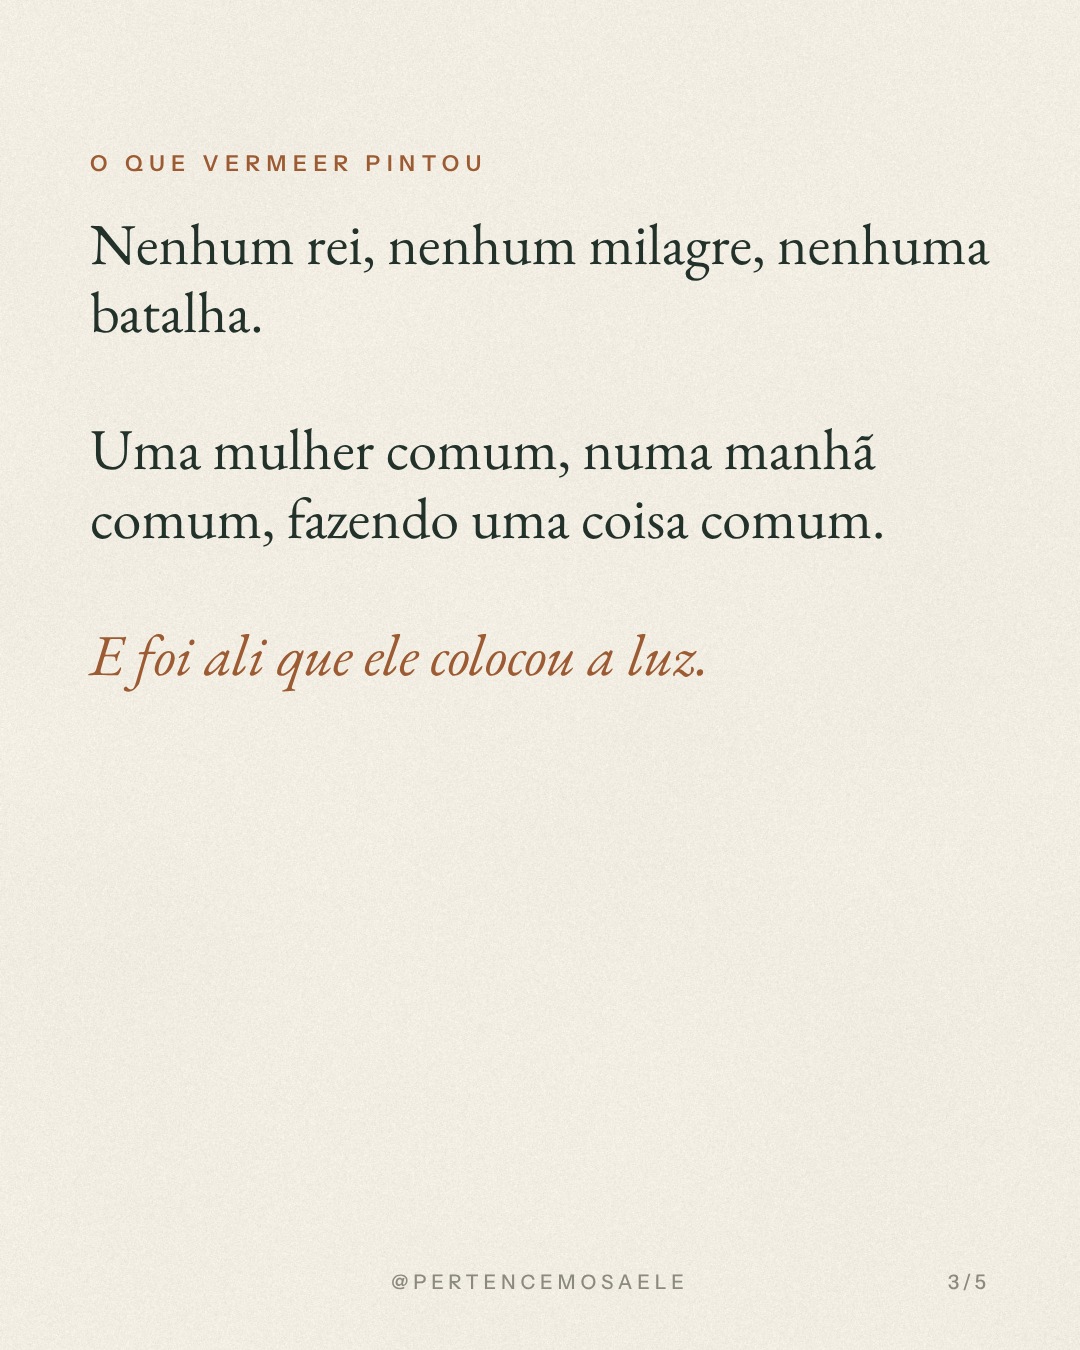 O QUE VERMEER PINTOU
Nenhum rei, nenhum milagre, nenhuma
batalha.
Uma mulher comum, numa manhã
comum, fazendo uma coisa comum.
E foi ali que ele colocou a luz.
@PERTENCEMOSAELE
3/5